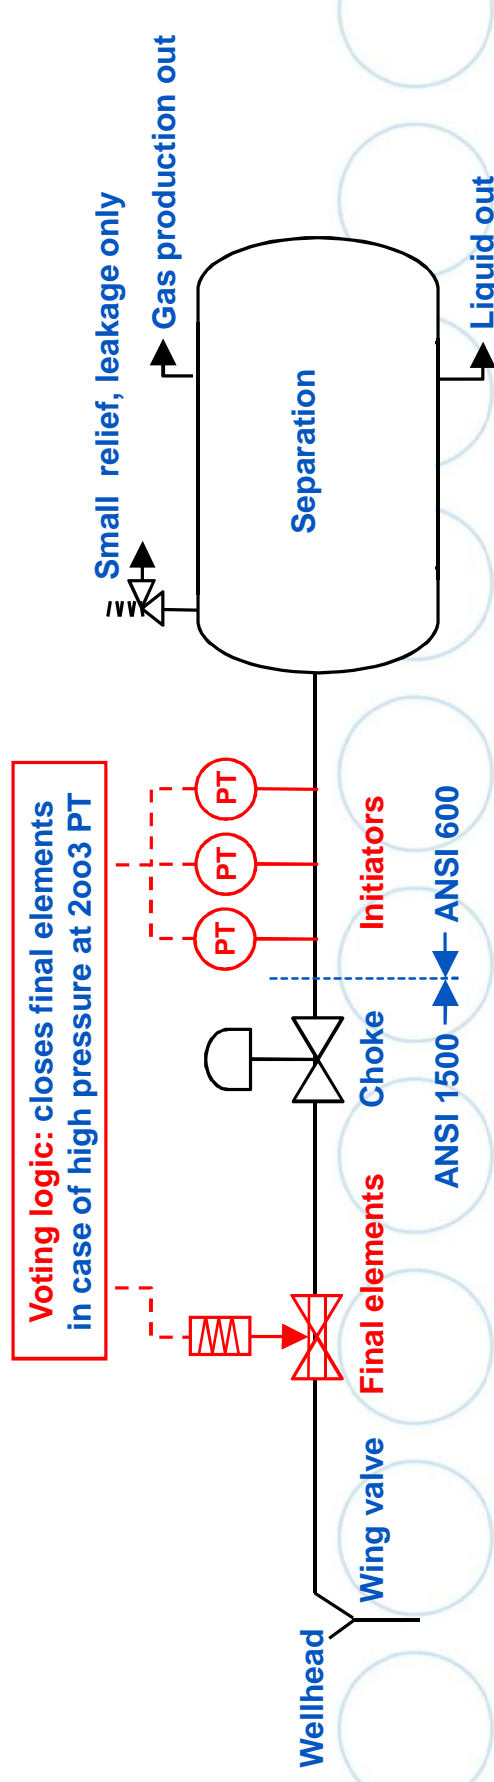 Voting logic: closes final elements
in case of high pressure at 2oo3 PT
Small relief, leakage only
Gas production out
PT
PT
PT
Separation
Wellhead
Wing valve
Final elements
Choke
Initiators
Liquid out
ANSI 1500
ANSI 600